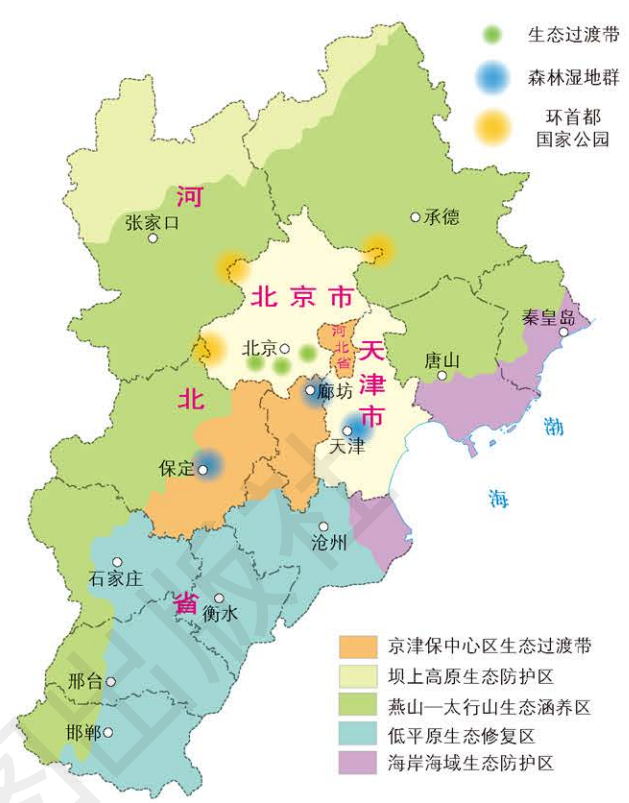 生态过渡带
森林湿地群
环首都
国家公园
河
张家口
承德
北京市
秦皇岛
北京
河北省
天津市
唐山
北
廊坊
渤
天津
保定
海
沧州
石家庄
省
衡水
京津保中心区生态过渡带
坝上高原生态防护区
邢台
燕山—太行山生态涵养区
邯郸
低平原生态修复区
海岸海域生态防护区
图出版社